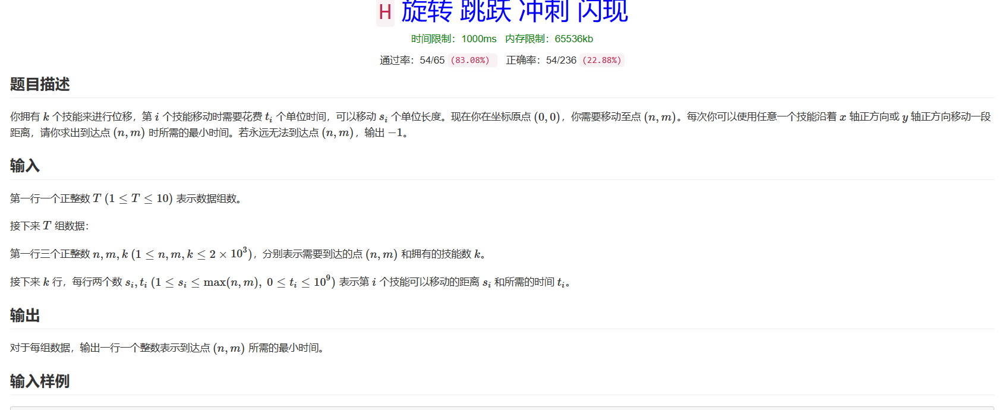 H 旋转 跳跃 冲刺 闪现
时间限制：1000ms 内存限制：65536kb
通过率：54/65 (83.08%) 正确率：54/236 (22.88%)
题目描述
你拥有 k 个技能来进行位移，第 i 个技能移动时需要花费 t_i 个单位时间，可以移动 s_i 个单位长度。现在你在坐标原点 (0, 0)，你需要移动至点 (n, m)。每次你可以使用任意一个技能沿着 x 轴正方向或 y 轴正方向移动一段
距离，请你求出到达点 (n, m) 时所需的最小时间。若永远无法到达点 (n, m)，输出 −1。
输入
第一行一个正整数 T (1 ≤ T ≤ 10) 表示数据组数。
接下来 T 组数据：
第一行三个正整数 n, m, k (1 ≤ n, m, k ≤ 2 × 10^3)，分别表示需要到达的点 (n, m) 和拥有的技能数 k。
接下来 k 行，每行两个数 s_i, t_i (1 ≤ s_i ≤ max(n, m), 0 ≤ t_i ≤ 10^9) 表示第 i 个技能可以移动的距离 s_i 和所需的时间 t_i。
输出
对于每组数据，输出一行一个整数表示到达点 (n, m) 所需的最小时间。
输入样例